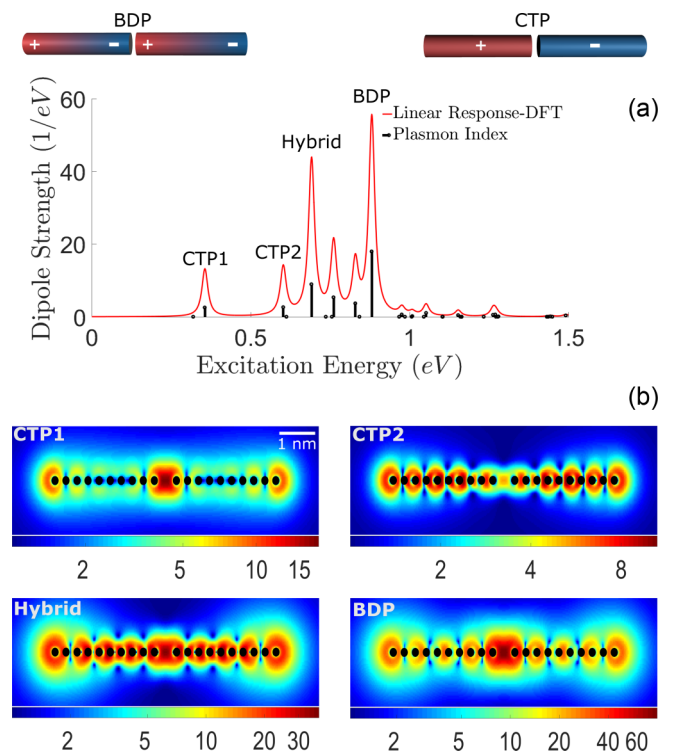 BDP
CTP
+ - + -
+ -
(a)
60
40
20
0
Dipole Strength (1/eV)
BDP
Linear Response-DFT
Plasmon Index
Hybrid
CTP1
CTP2
0 0.5 1 1.5
Excitation Energy (eV)
(b)
CTP1
1 nm
CTP2
2 5 10 15
2 4 8
Hybrid
BDP
2 5 10 20 30
2 5 10 20 40 60